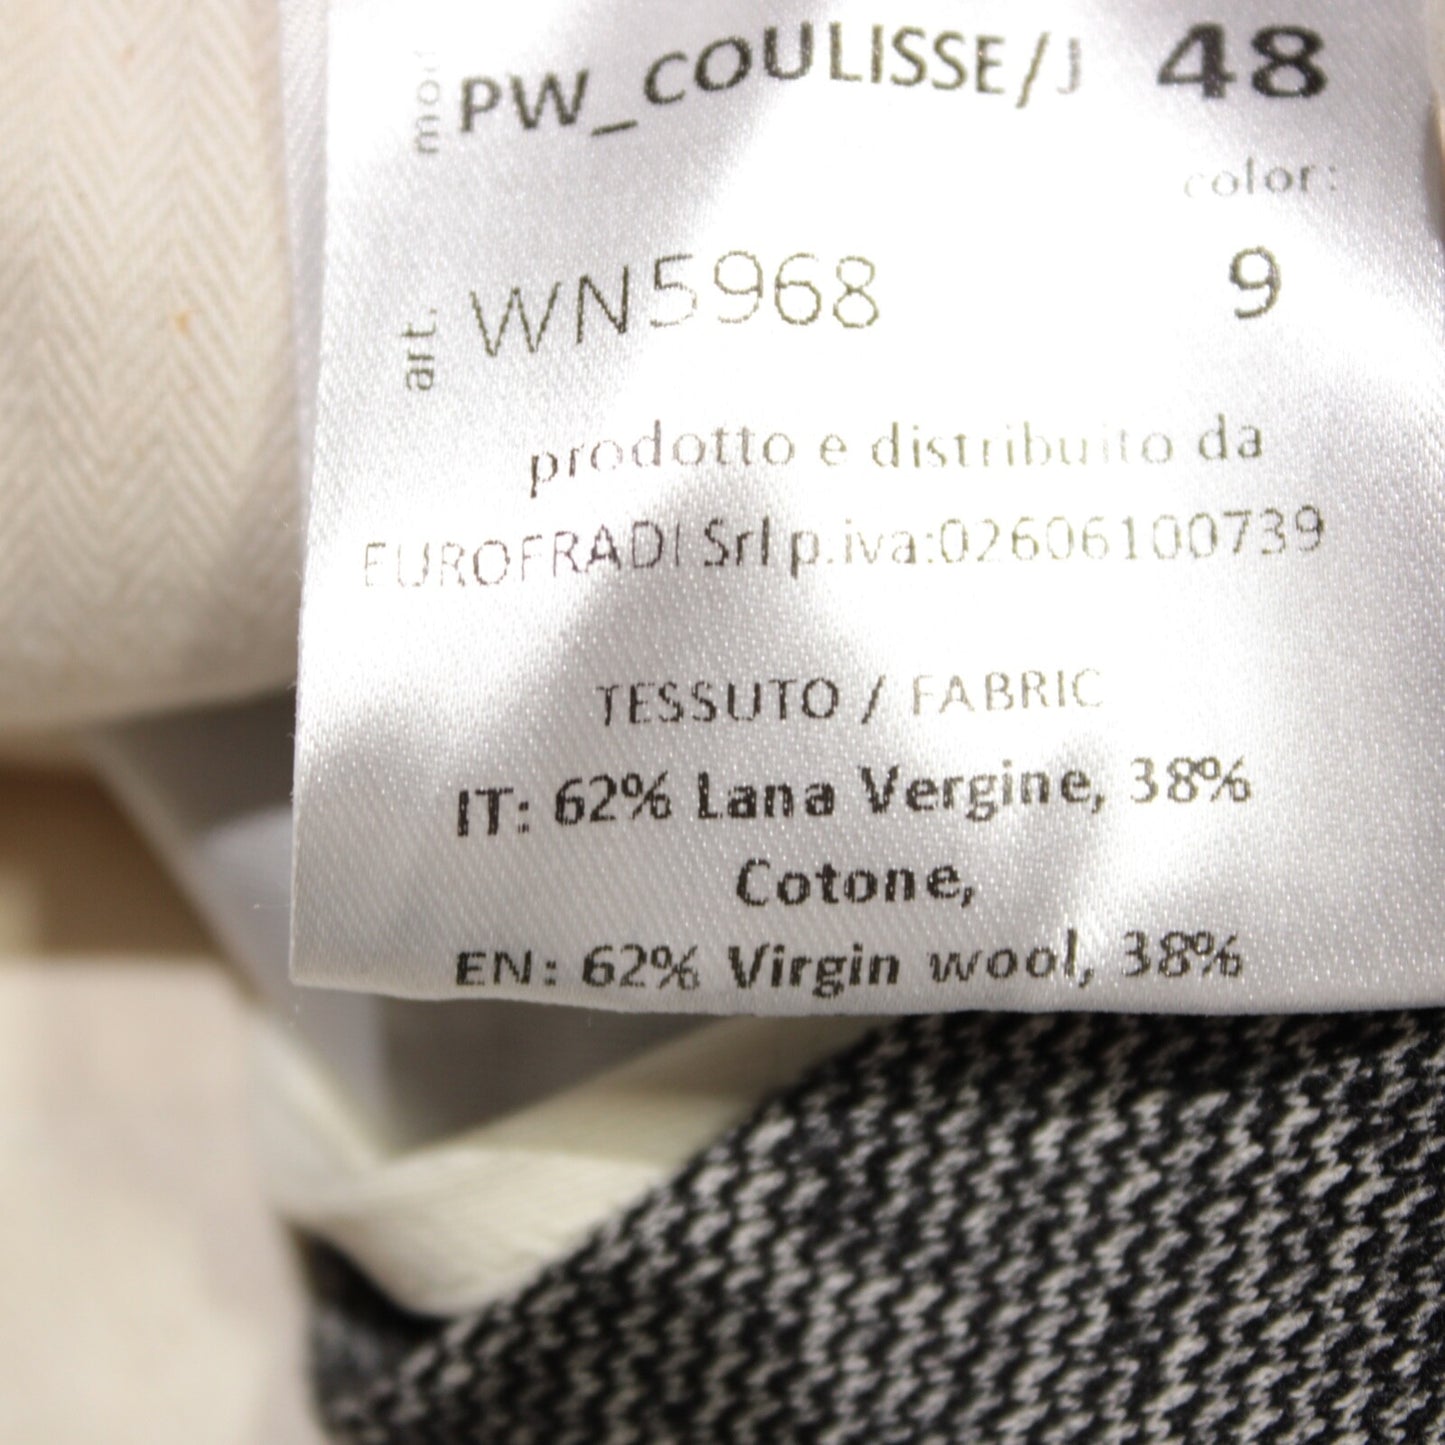 mod
PW_COULISSE/J 48
color:
art. WN5968 9
prodotto e distribuito da
EUROFRADI Srl p.iva:02606100739
TESSUTO / FABRIC
IT: 62% Lana Vergine, 38%
Cotone,
EN: 62% Virgin wool, 38%